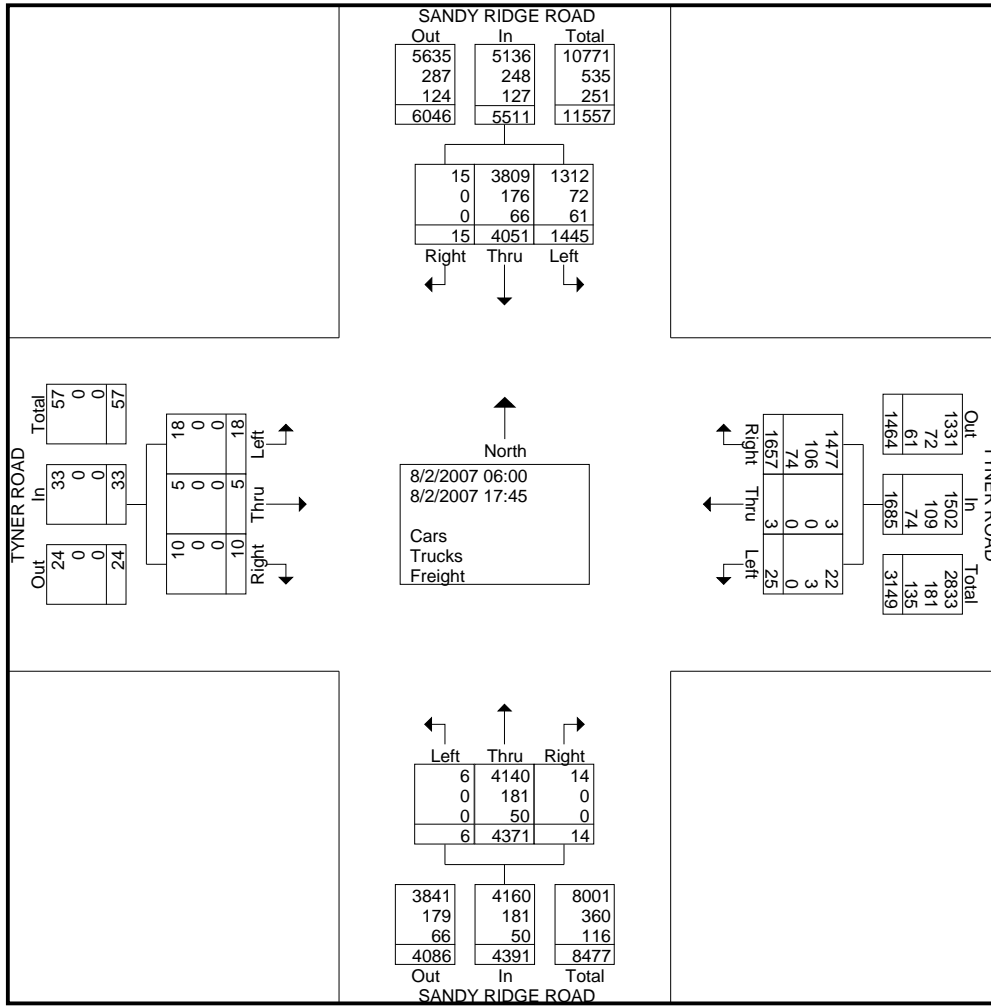 SANDY RIDGE ROAD
Out In Total
5635 5136 10771
287 248 535
124 127 251
6046 5511 11557
15 3809 1312
0 176 72
0 66 61
15 4051 1445
Right Thru Left
TYNER ROAD
Out In Total
24 33 57
0 0 0
0 0 0
24 33 57
Right Thru Left
10 5 18
0 0 0
0 0 0
10 5 18
North
8/2/2007 06:00
8/2/2007 17:45
Cars
Trucks
Freight
Right Thru Left
1477 3 22
106 0 3
74 0 0
1657 3 25
TYNER ROAD
Out In Total
1331 1502 2833
72 109 181
61 74 135
1464 1685 3149
Left Thru Right
6 4140 14
0 181 0
0 50 0
6 4371 14
3841 4160 8001
179 181 360
66 50 116
4086 4391 8477
Out In Total
SANDY RIDGE ROAD